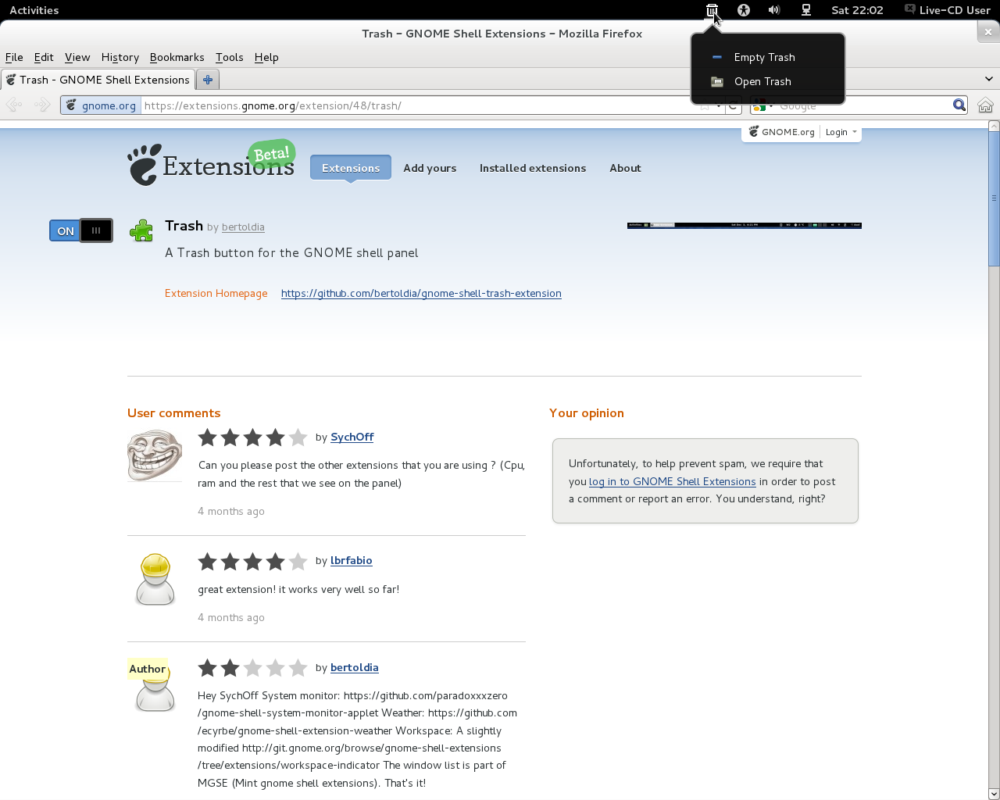 Activities
Sat 22:02
Live-CD User
Trash - GNOME Shell Extensions - Mozilla Firefox
File Edit View History Bookmarks Tools Help
Empty Trash
Open Trash
Trash - GNOME Shell Extensions
gnome.org https://extensions.gnome.org/extension/48/trash/
Google
GNOME.org Login
Extensions Beta!
Extensions Add yours Installed extensions About
ON
Trash by bertoldia
A Trash button for the GNOME shell panel
Extension Homepage https://github.com/bertoldia/gnome-shell-trash-extension
User comments
by SychOff
Can you please post the other extensions that you are using ? (Cpu,
ram and the rest that we see on the panel)
4 months ago
by lbrfabio
great extension! it works very well so far!
4 months ago
Author
by bertoldia
Hey SychOff System monitor: https://github.com/paradoxxxzero
/gnome-shell-system-monitor-applet Weather: https://github.com
/ecyrbe/gnome-shell-extension-weather Workspace: A slightly
modified http://git.gnome.org/browse/gnome-shell-extensions
/tree/extensions/workspace-indicator The window list is part of
MGSE (Mint gnome shell extensions). That's it!
Your opinion
Unfortunately, to help prevent spam, we require that
you log in to GNOME Shell Extensions in order to post
a comment or report an error. You understand, right?